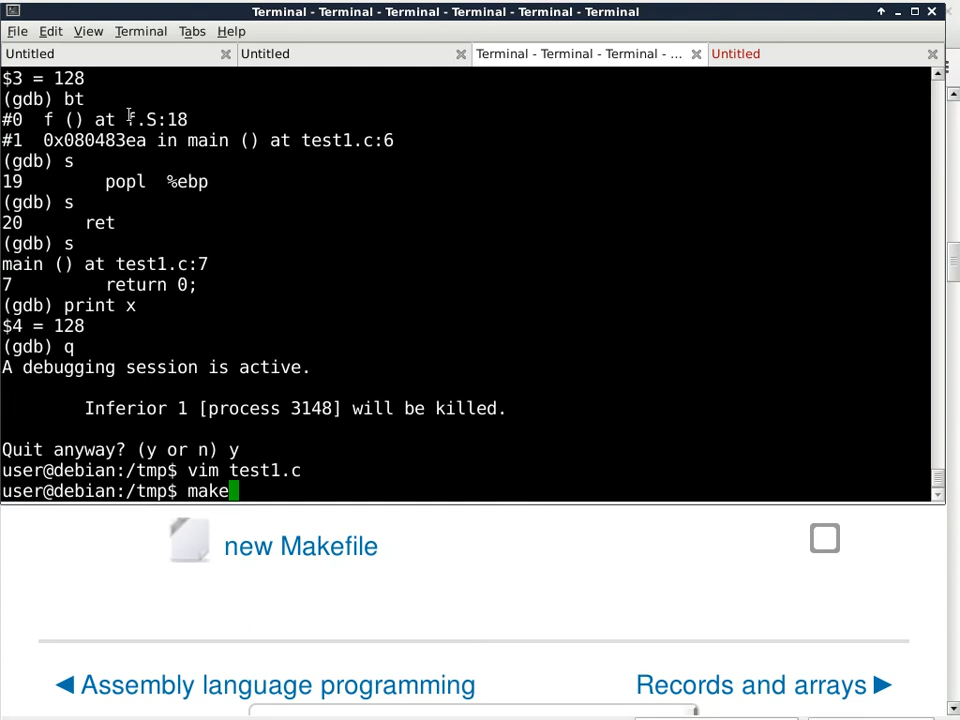 Terminal - Terminal - Terminal - Terminal - Terminal - Terminal
File Edit View Terminal Tabs Help
Untitled Untitled Terminal - Terminal - Terminal - ... Untitled
$3 = 128
(gdb) bt
#0  f () at f.S:18
#1  0x080483ea in main () at test1.c:6
(gdb) s
19        popl  %ebp
(gdb) s
20      ret
(gdb) s
main () at test1.c:7
7         return 0;
(gdb) print x
$4 = 128
(gdb) q
A debugging session is active.
Inferior 1 [process 3148] will be killed.
Quit anyway? (y or n) y
user@debian:/tmp$ vim test1.c
user@debian:/tmp$ make
new Makefile
◀ Assembly language programming Records and arrays ▶